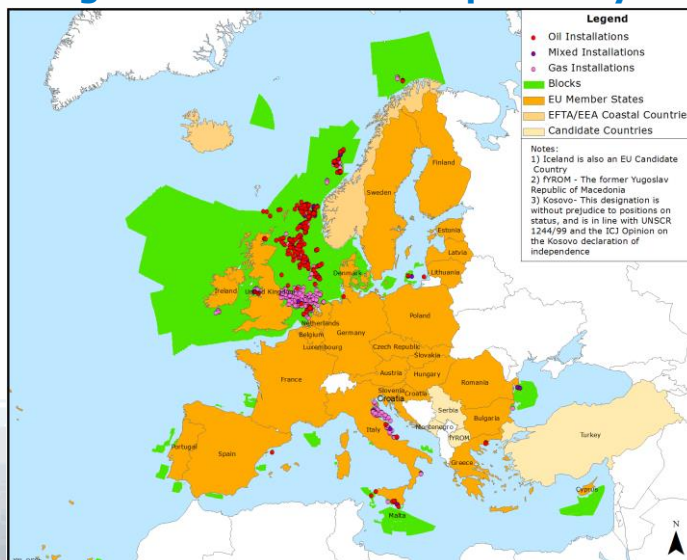 Legend
Oil Installations
Mixed Installations
Gas Installations
Blocks
EU Member States
EFTA/EEA Coastal Countries
Candidate Countries
Notes:
1) Iceland is also an EU Candidate
Country
2) fYROM - The former Yugoslav
Republic of Macedonia
3) Kosovo- This designation is
without prejudice to positions on
status, and is in line with UNSCR
1244/99 and the ICJ Opinion on
the Kosovo declaration of
independence
Finland
Sweden
Estonia
Latvia
Lithuania
Denmark
Ireland
United Kingdom
Netherlands
Belgium
Luxembourg
Germany
Poland
Czech Republic
Slovakia
Austria
Hungary
France
Slovenia
Croatia
Croatia
Romania
Serbia
Italy
Montenegro
Bulgaria
fYROM
Portugal
Spain
Greece
Turkey
Malta
Cyprus
N